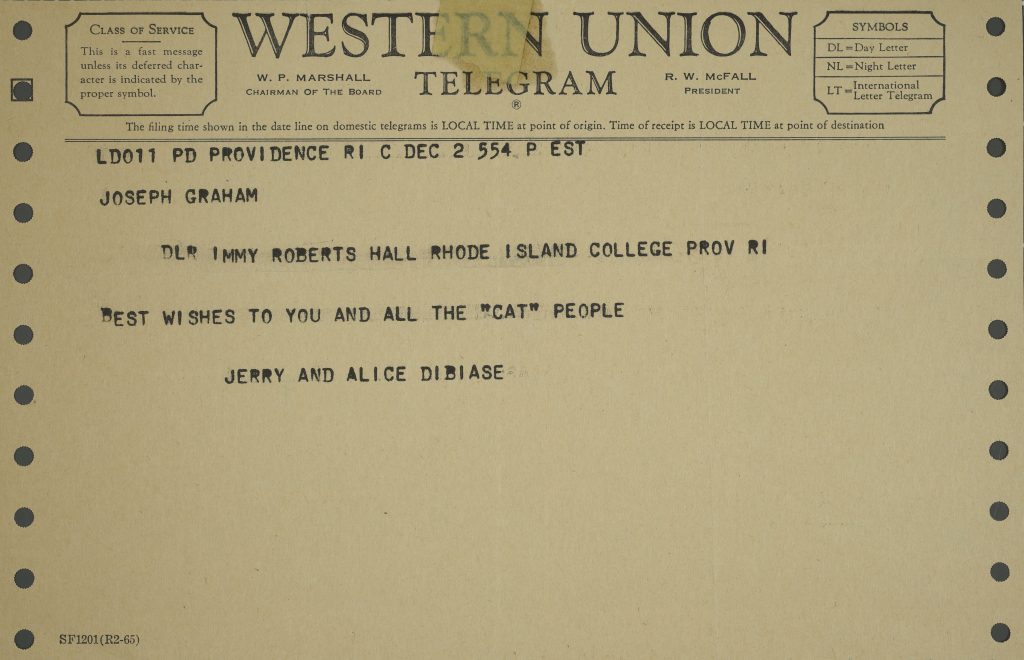 WESTERN UNION
TELEGRAM
®
CLASS OF SERVICE
This is a fast message
unless its deferred char-
acter is indicated by the
proper symbol.
W. P. MARSHALL
CHAIRMAN OF THE BOARD
R. W. McFALL
PRESIDENT
SYMBOLS
DL=Day Letter
NL=Night Letter
LT=International
Letter Telegram
The filing time shown in the date line on domestic telegrams is LOCAL TIME at point of origin. Time of receipt is LOCAL TIME at point of destination
LD011 PD PROVIDENCE RI C DEC 2 554 P EST
JOSEPH GRAHAM
DLR IMMY ROBERTS HALL RHODE ISLAND COLLEGE PROV RI
BEST WISHES TO YOU AND ALL THE "CAT" PEOPLE
JERRY AND ALICE DIBIASE
SF1201(R2-65)